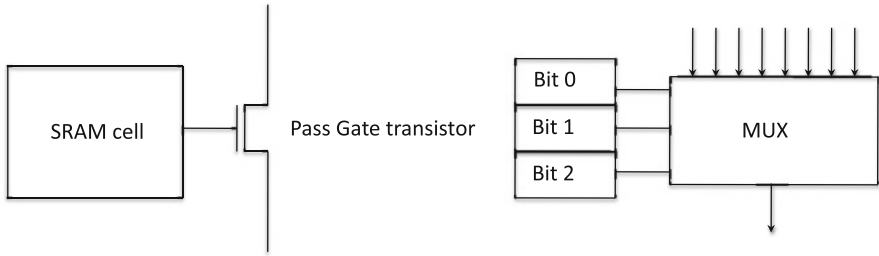 SRAM cell
Pass Gate transistor
Bit 0
Bit 1
Bit 2
MUX